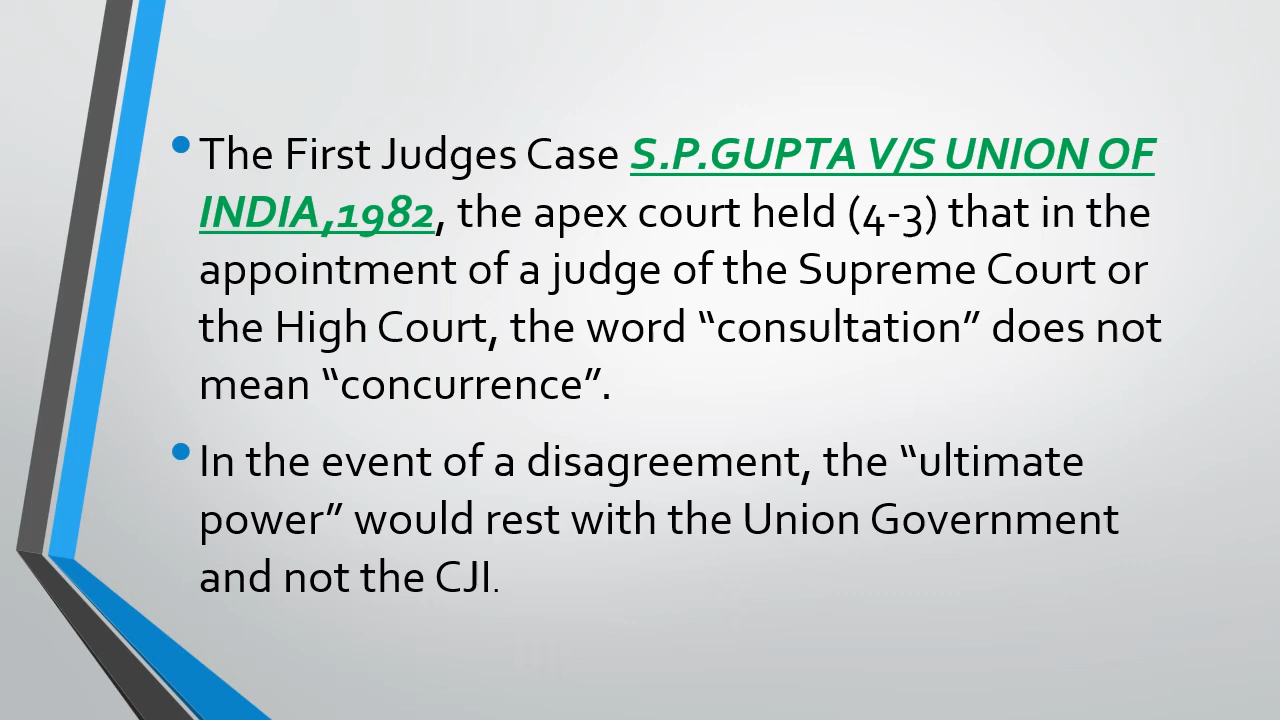 • The First Judges Case S.P.GUPTA V/S UNION OF
INDIA,1982, the apex court held (4-3) that in the
appointment of a judge of the Supreme Court or
the High Court, the word “consultation” does not
mean “concurrence”.
• In the event of a disagreement, the “ultimate
power” would rest with the Union Government
and not the CJI.